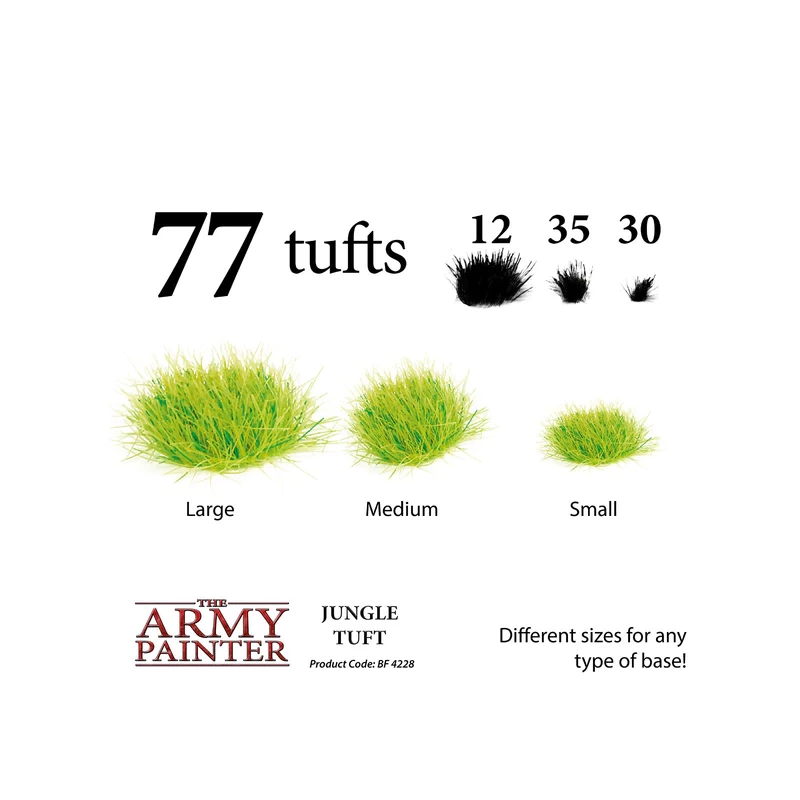 77 tufts 12 35 30
Large Medium Small
THE
ARMY
PAINTER
JUNGLE
TUFT
Product Code: BF 4228
Different sizes for any
type of base!